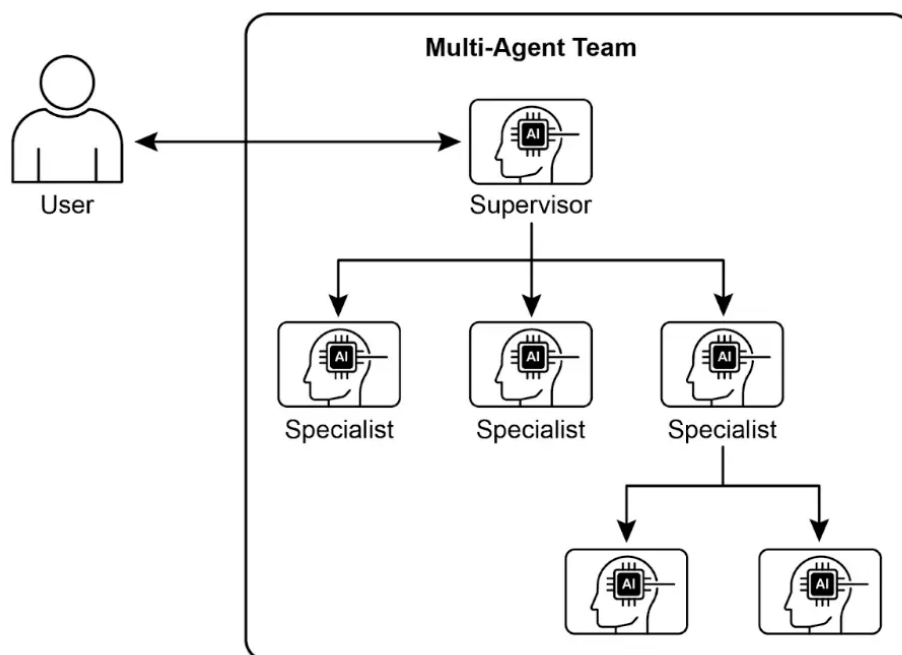 Multi-Agent Team
AI
User
Supervisor
AI
AI
AI
Specialist
Specialist
Specialist
AI
AI